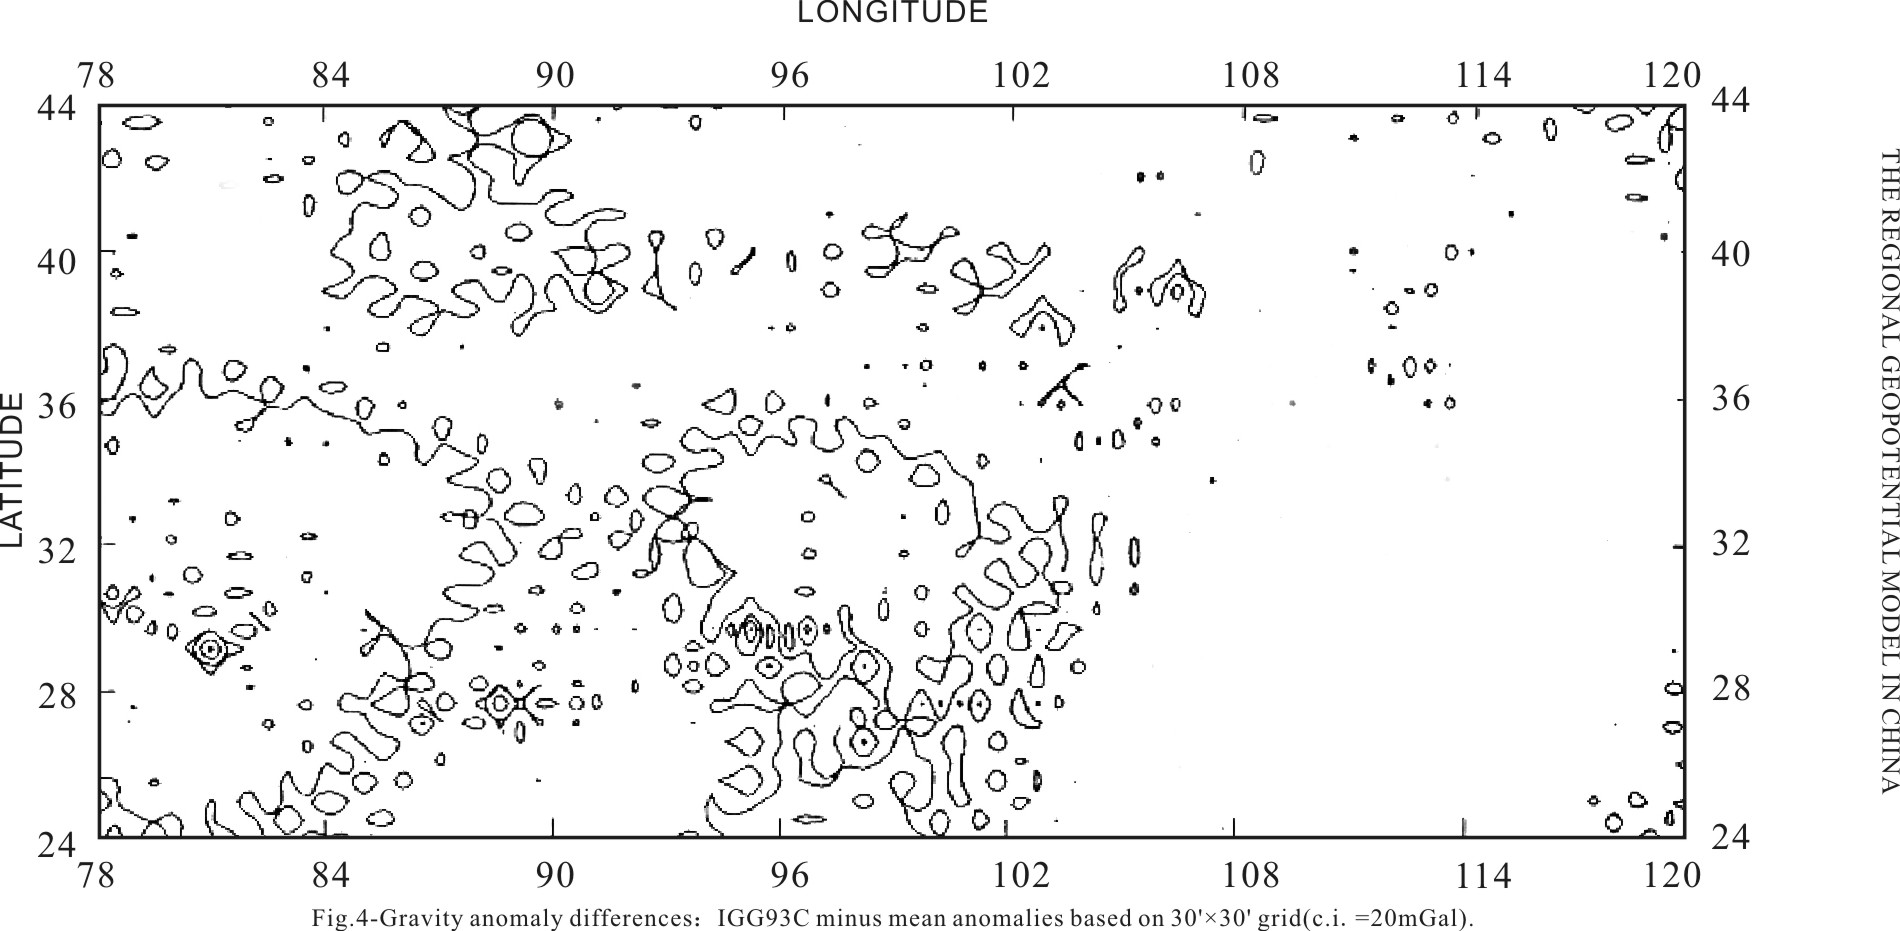 LONGITUDE
78 84 90 96 102 108 114 120
44 44
40 40
LATITUDE
36 36
32 32
28 28
24 24
78 84 90 96 102 108 114 120
Fig.4-Gravity anomaly differences: IGG93C minus mean anomalies based on 30'×30' grid(c.i. =20mGal).
THE REGIONAL GEOPOTENTIAL MODEL IN CHINA